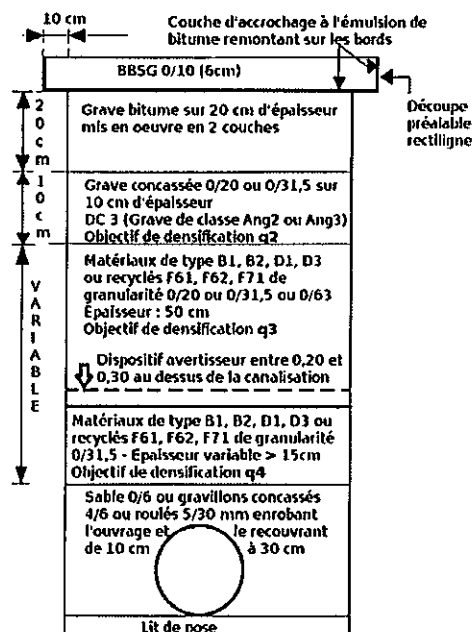 10 cm
Couche d'accrochage à l'émulsion de
bitume remontant sur les bords
BBSG 0/10 (6cm)
Découpe
préalable
rectiligne
20cm
Grave bitume sur 20 cm d'épaisseur
mis en oeuvre en 2 couches
10cm
Grave concassée 0/20 ou 0/31,5 sur
10 cm d'épaisseur
DC 3 (Grave de classe Ang2 ou Ang3)
Objectif de densification q2
VARIABLE
Matériaux de type B1, B2, D1, D3
ou recyclés F61, F62, F71 de
granularité 0/20 ou 0/31,5 ou 0/63
Épaisseur : 50 cm
Objectif de densification q3
Dispositif avertisseur entre 0,20 et
0,30 au dessus de la canalisation
Matériaux de type B1, B2, D1, D3 ou
recyclés F61, F62, F71 de granularité
0/31,5 - Epaisseur variable > 15cm
Objectif de densification q4
Sable 0/6 ou gravillons concassés
4/6 ou roulés 5/30 mm enrobant
l'ouvrage et le recouvrant
de 10 cm à 30 cm
Lit de pose